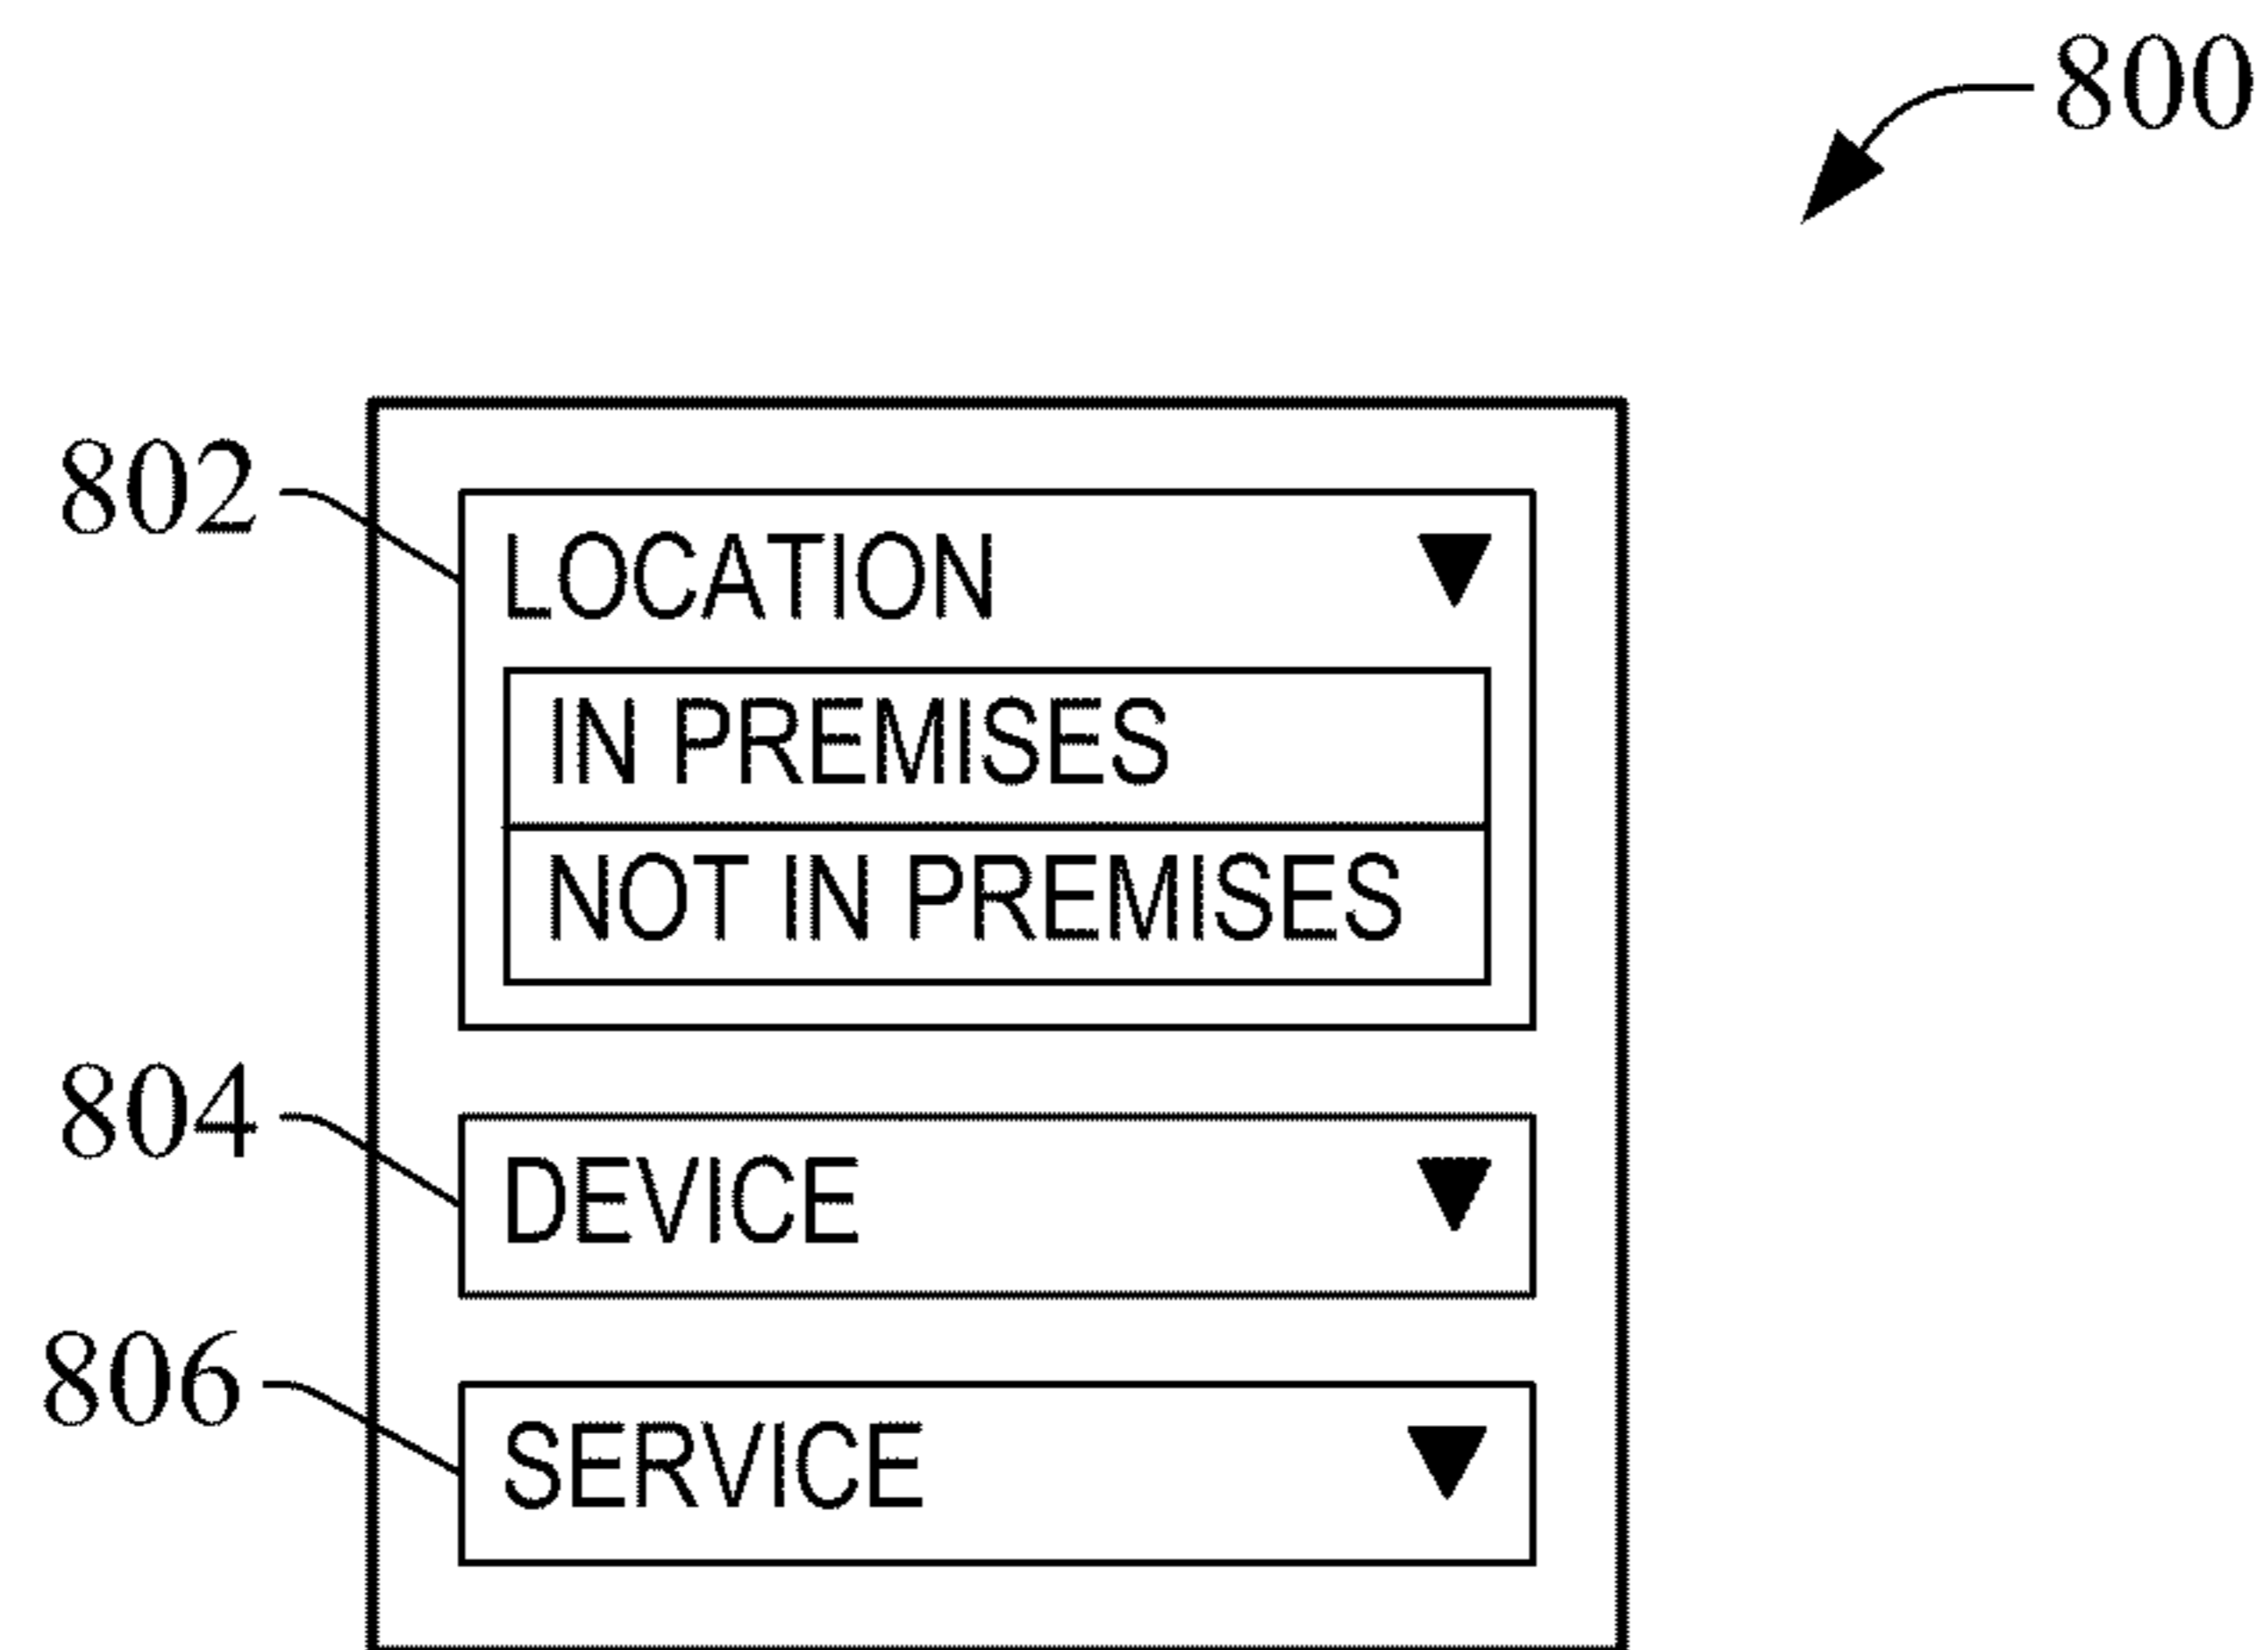 800
802
LOCATION
IN PREMISES
NOT IN PREMISES
804
DEVICE
806
SERVICE